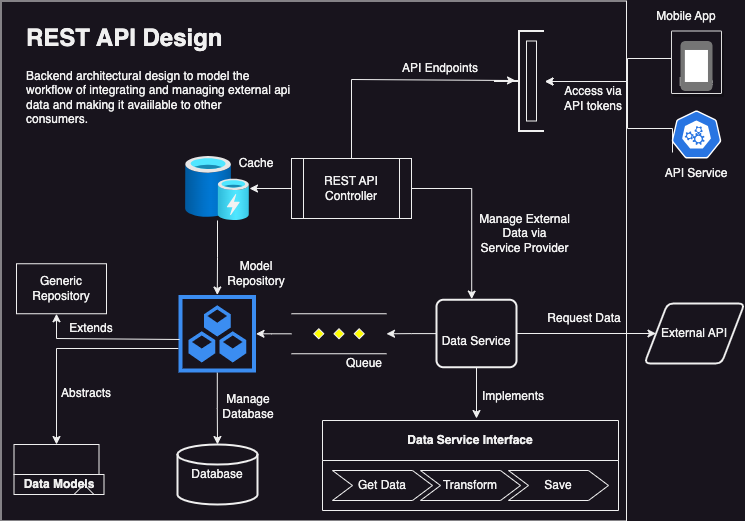 REST API Design
Backend architectural design to model the
workflow of integrating and managing external api
data and making it avaiilable to other
consumers.
Mobile App
API Endpoints
Access via
API tokens
API Service
Cache
REST API
Controller
Manage External
Data via
Service Provider
Model
Repository
Generic
Repository
Extends
Queue
Data Service
Request Data
External API
Abstracts
Manage
Database
Implements
Data Models
Database
Data Service Interface
Get Data
Transform
Save